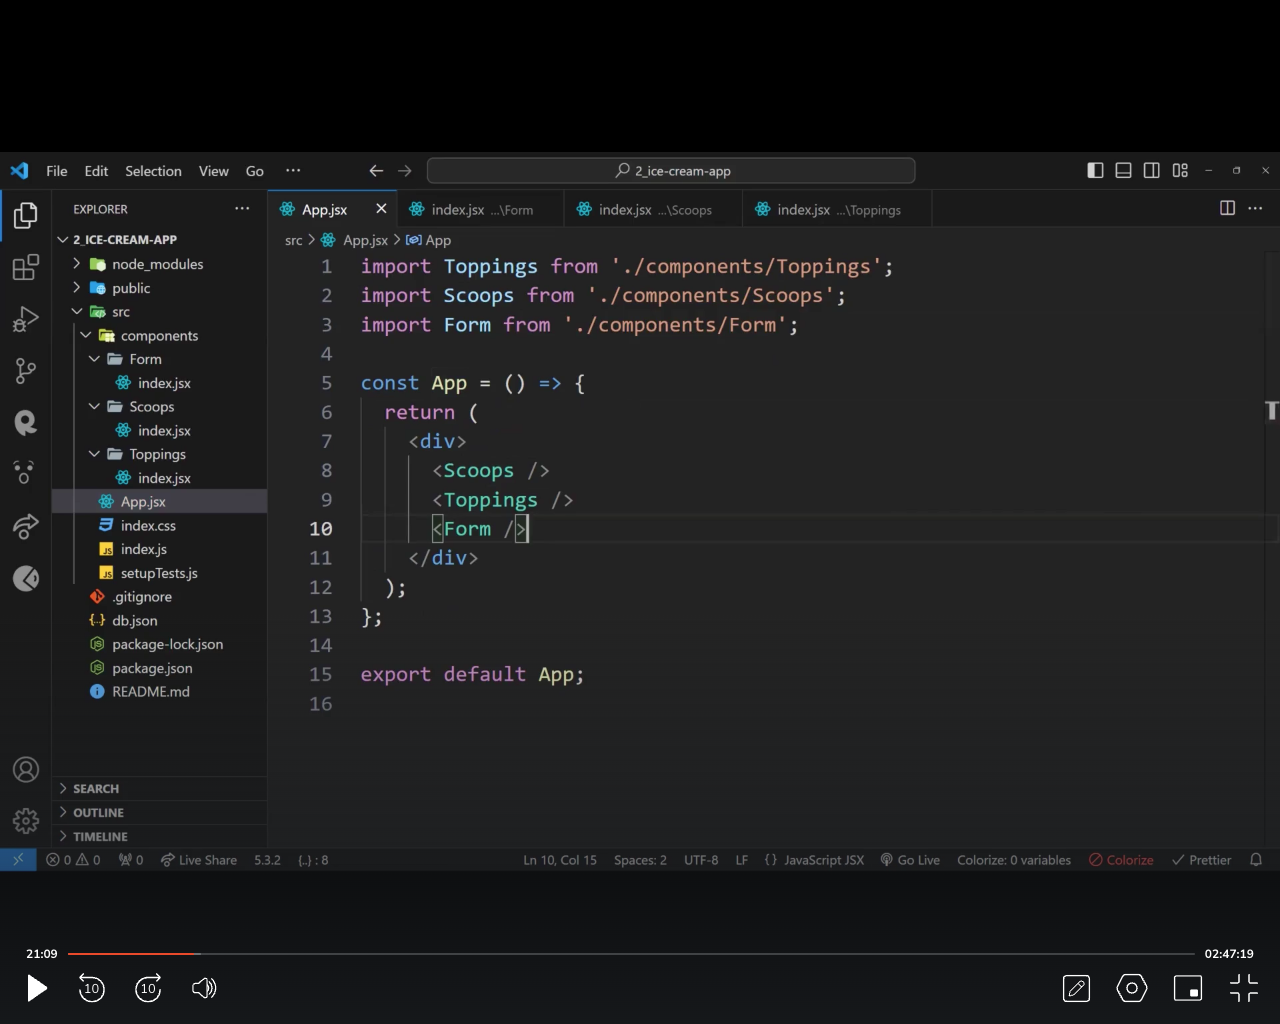 File Edit Selection View Go ... 2_ice-cream-app
EXPLORER ...
2_ICE-CREAM-APP
node_modules
public
src
components
Form
index.jsx
Scoops
index.jsx
Toppings
index.jsx
App.jsx
index.css
index.js
setupTests.js
.gitignore
db.json
package-lock.json
package.json
README.md
SEARCH
OUTLINE
TIMELINE
App.jsx index.jsx ...\Form index.jsx ...\Scoops index.jsx ...\Toppings
src > App.jsx > App
1 import Toppings from './components/Toppings';
2 import Scoops from './components/Scoops';
3 import Form from './components/Form';
4
5 const App = () => {
6 return (
7 <div>
8 <Scoops />
9 <Toppings />
10 <Form />
11 </div>
12 );
13 };
14
15 export default App;
16
T
0 0 0 Live Share 5.3.2 {..} : 8 Ln 10, Col 15 Spaces: 2 UTF-8 LF {} JavaScript JSX Go Live Colorize: 0 variables Colorize Prettier
21:09 02:47:19
10 10